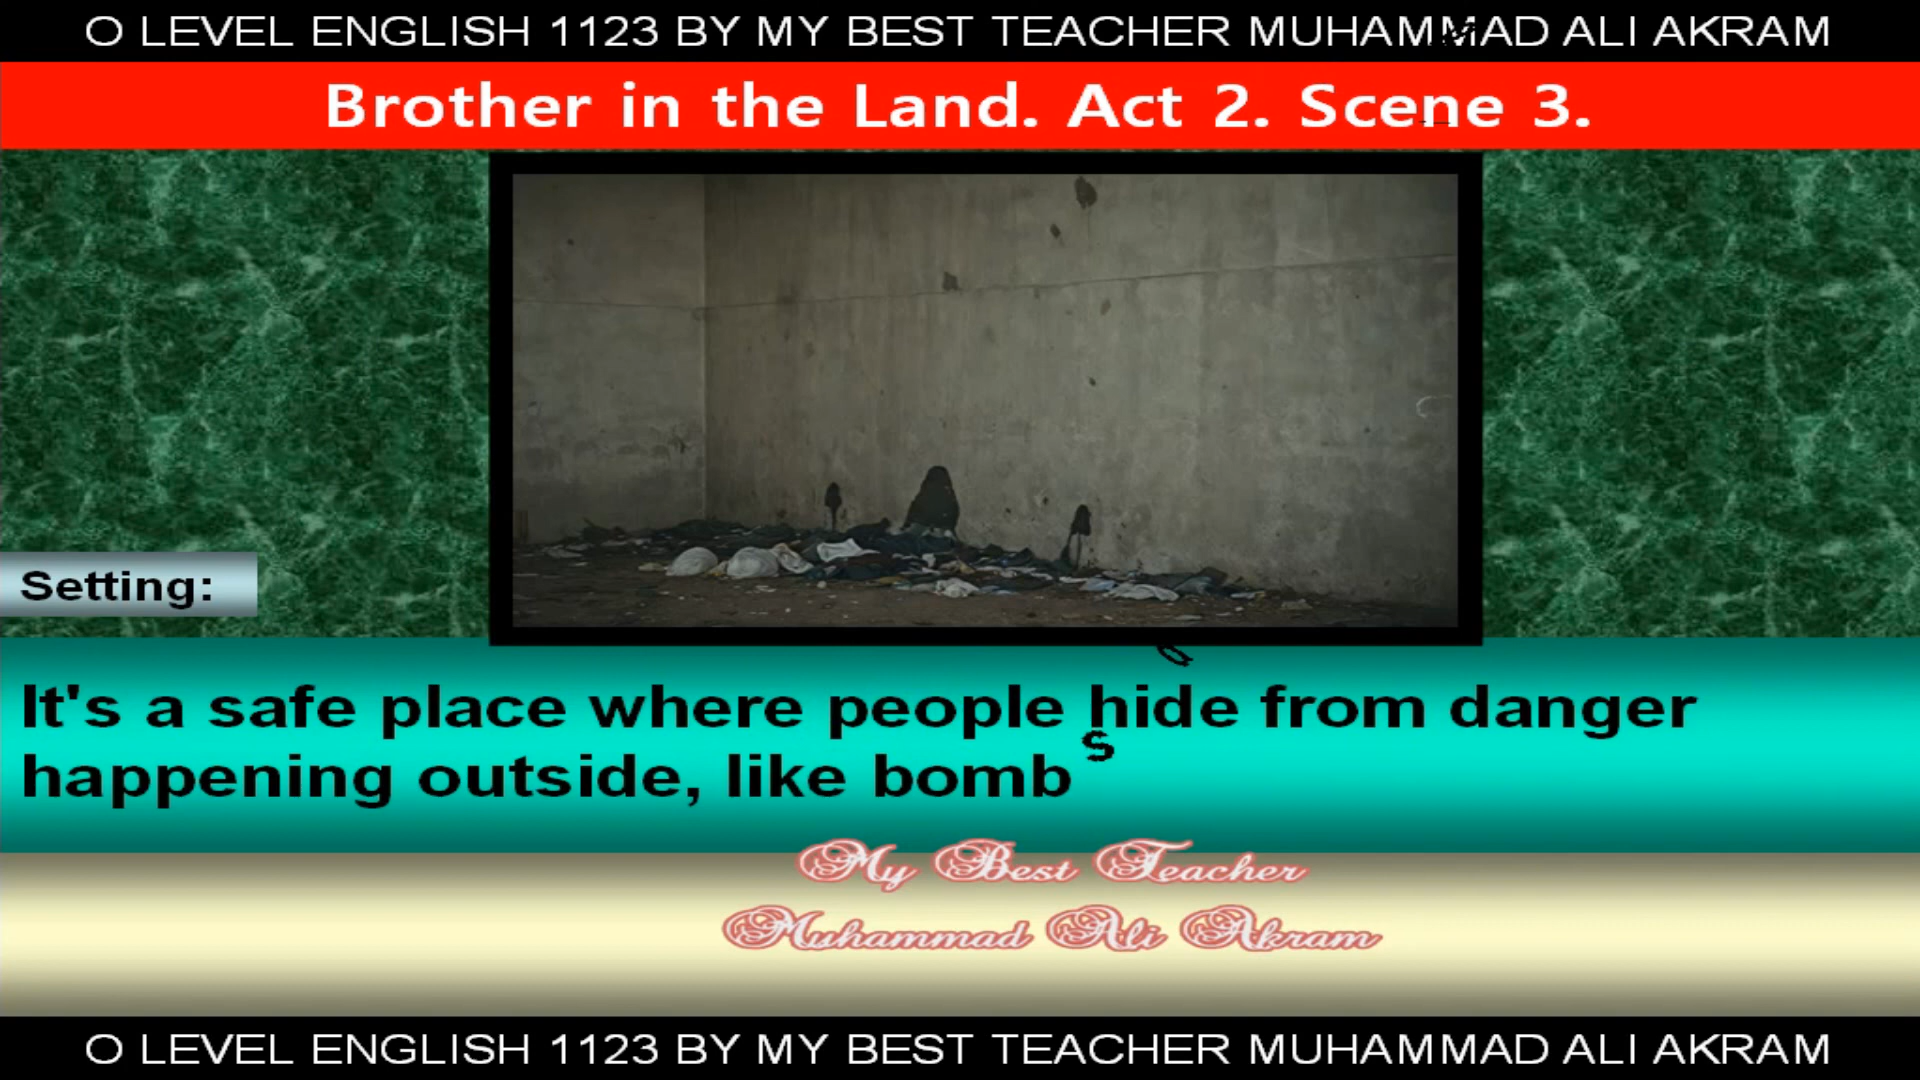 O LEVEL ENGLISH 1123 BY MY BEST TEACHER MUHAMMAD ALI AKRAM
Brother in the Land. Act 2. Scene 3.
Setting:
It's a safe place where people hide from danger
happening outside, like bombs
My Best Teacher
Muhammad Ali Akram
O LEVEL ENGLISH 1123 BY MY BEST TEACHER MUHAMMAD ALI AKRAM